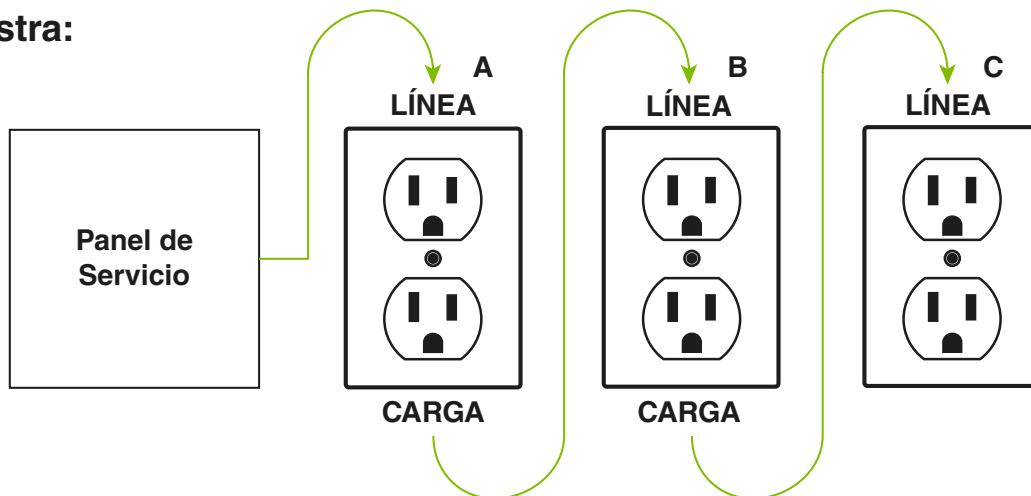 stra:
A
LÍNEA
B
LÍNEA
C
LÍNEA
Panel de
Servicio
CARGA
CARGA